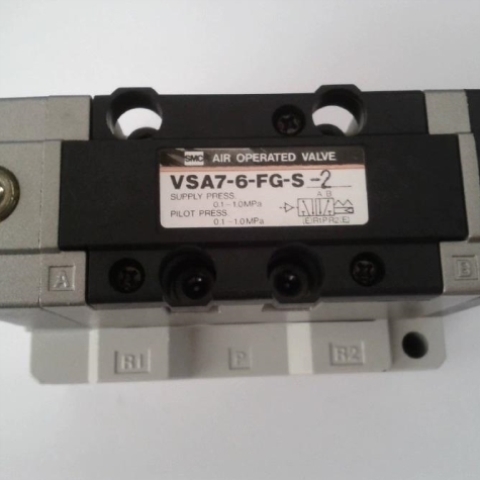 SMC AIR OPERATED VALVE
VSA7-6-FG-S-2
SUPPLY PRESS.
0.1~1.0MPa
PILOT PRESS.
0.1~1.0MPa
A B
A
B
R1
P
R2